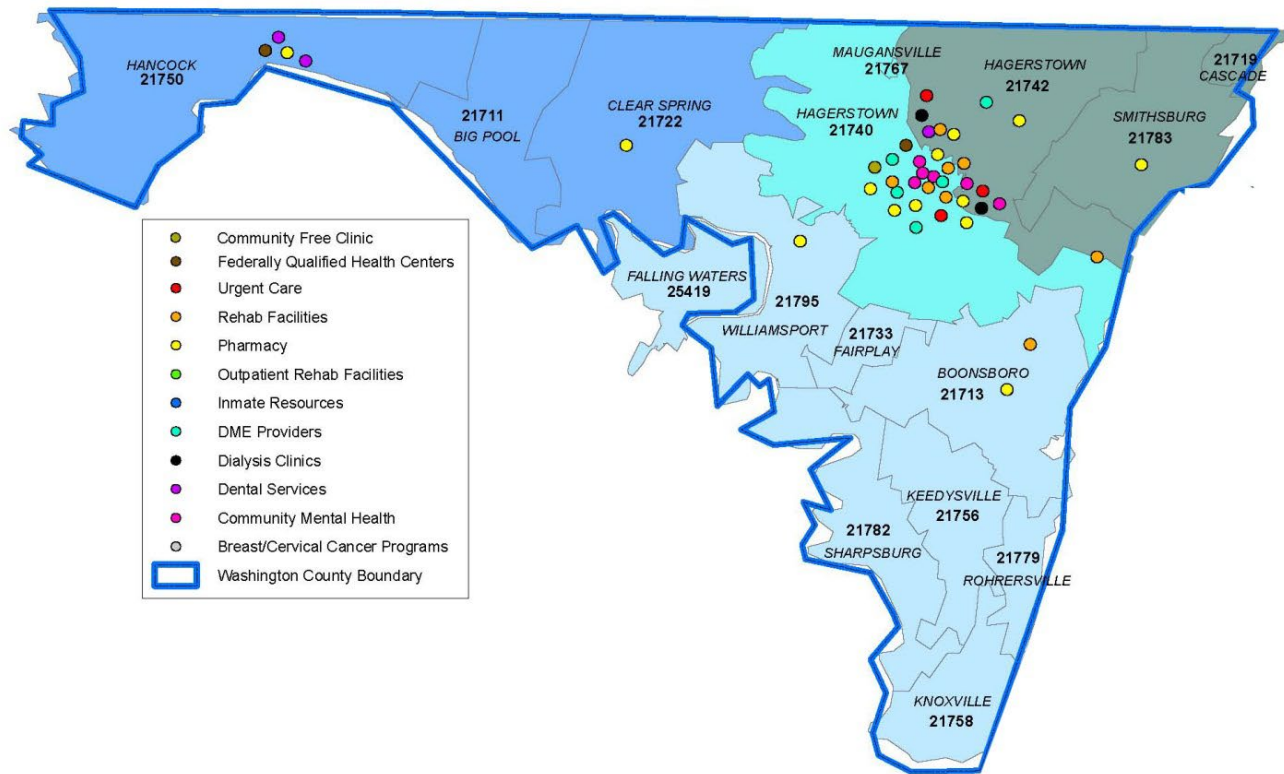 HANCOCK
21750
21711
BIG POOL
CLEAR SPRING
21722
MAUGANSVILLE
21767
HAGERSTOWN
21740
HAGERSTOWN
21742
21719
CASCADE
SMITHSBURG
21783
FALLING WATERS
25419
21795
WILLIAMSPORT
21733
FAIRPLAY
BOONSBORO
21713
KEEDYSVILLE
21756
21782
SHARPSBURG
21779
ROHRERSVILLE
KNOXVILLE
21758
Community Free Clinic
Federally Qualified Health Centers
Urgent Care
Rehab Facilities
Pharmacy
Outpatient Rehab Facilities
Inmate Resources
DME Providers
Dialysis Clinics
Dental Services
Community Mental Health
Breast/Cervical Cancer Programs
Washington County Boundary